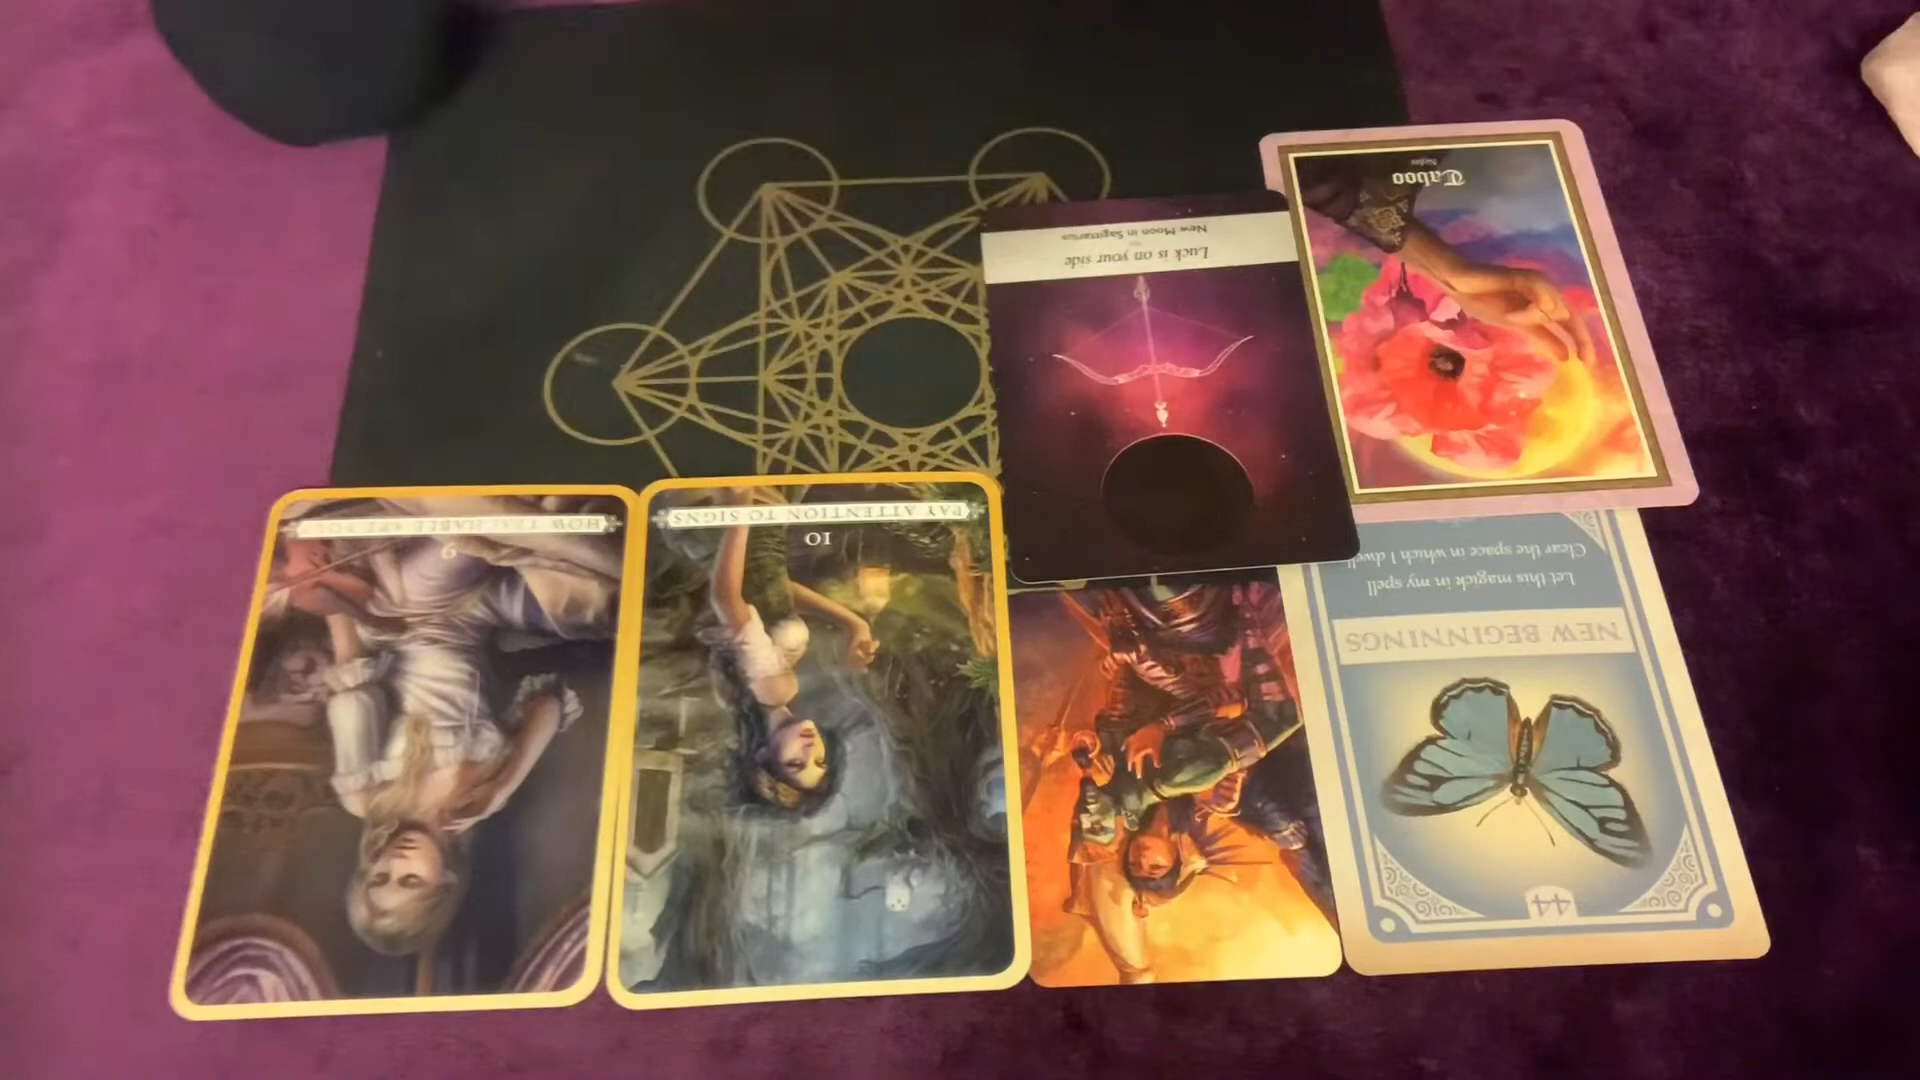 HOW TEACHABLE ARE YOU
9
PAY ATTENTION TO SIGNS
10
Luck is on your side
New Moon in Sagittarius
Taboo
44
NEW BEGINNINGS
Let this magick in my spell
Clear the space in which I dwell